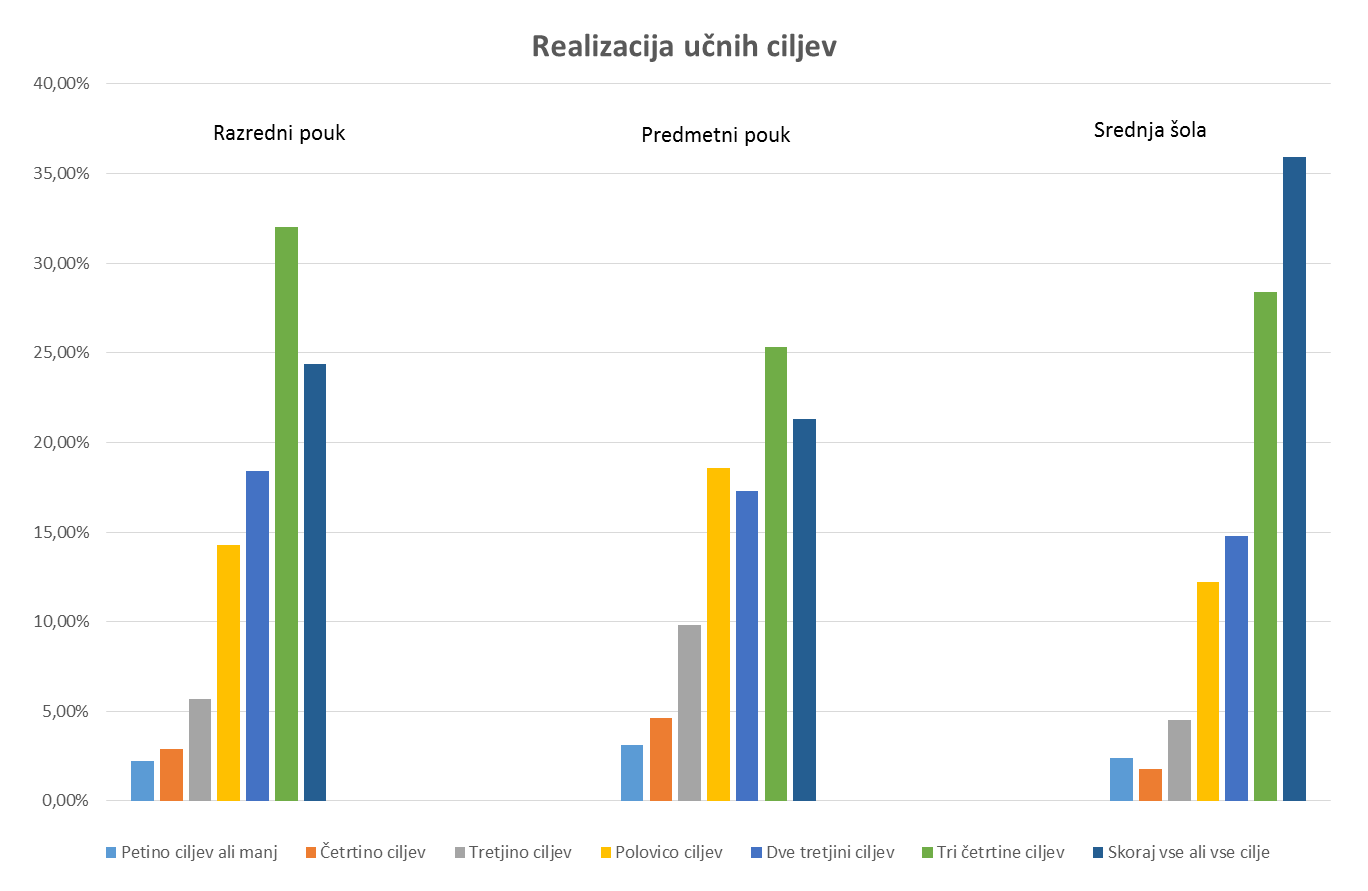 Realizacija učnih ciljev
40,00%
Razredni pouk
Predmetni pouk
Srednja šola
35,00%
30,00%
25,00%
20,00%
15,00%
10,00%
5,00%
0,00%
Petino ciljev ali manj
Četrtino ciljev
Tretjino ciljev
Polovico ciljev
Dve tretjini ciljev
Tri četrtine ciljev
Skoraj vse ali vse cilje